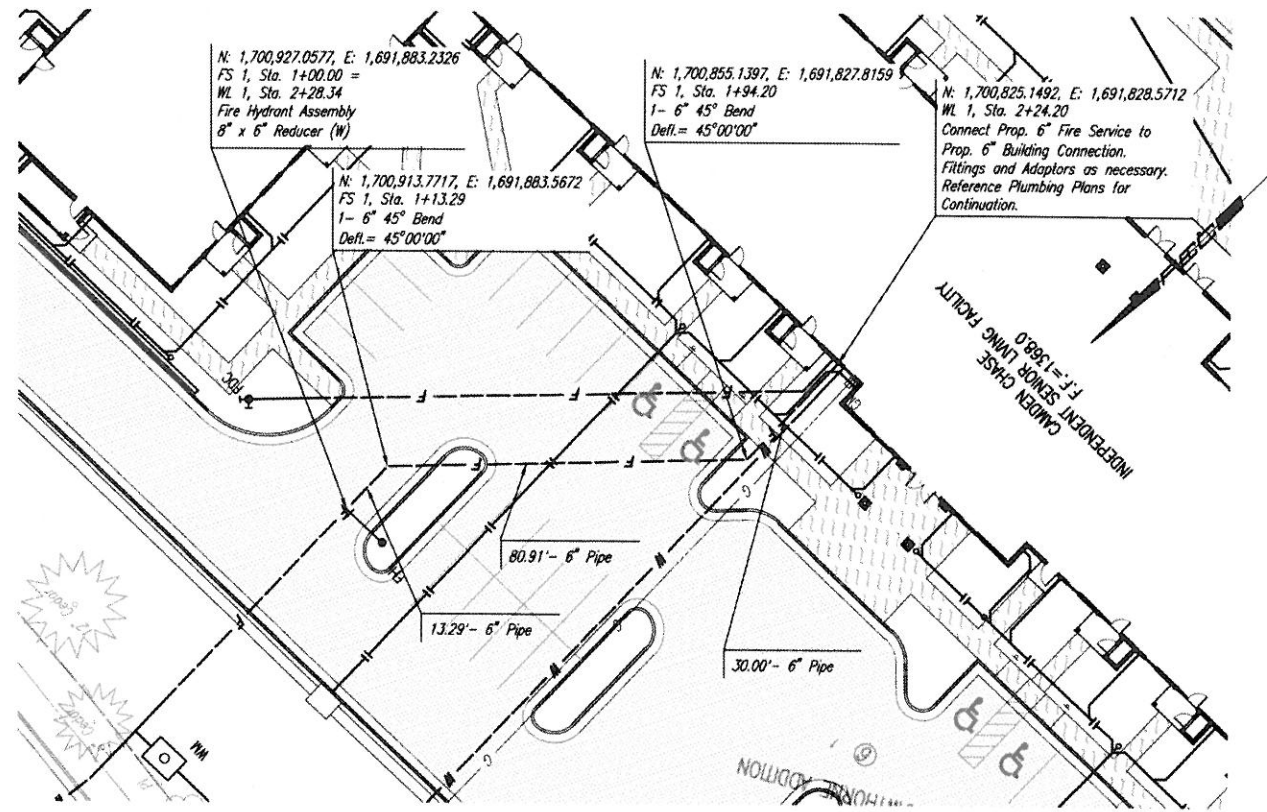 N: 1,700,927.0577, E: 1,691,883.2326
FS 1, Sta. 1+00.00 =
WL 1, Sta. 2+28.34
Fire Hydrant Assembly
8" x 6" Reducer (W)
N: 1,700,913.7717, E: 1,691,883.5672
FS 1, Sta. 1+13.29
1- 6" 45° Bend
Defl.= 45°00'00"
N: 1,700,855.1397, E: 1,691,827.8159
FS 1, Sta. 1+94.20
1- 6" 45° Bend
Defl.= 45°00'00"
N: 1,700,825.1492, E: 1,691,828.5712
WL 1, Sta. 2+24.20
Connect Prop. 6" Fire Service to
Prop. 6" Building Connection.
Fittings and Adaptors as necessary.
Reference Plumbing Plans for
Continuation.
CAMDEN CHASE
INDEPENDENT SENIOR LIVING FACILITY
F.F.=1368.0
FDC
F
F
F
F
F
80.91'- 6" Pipe
13.29'- 6" Pipe
30.00'- 6" Pipe
W
W
W
W
G
G
G
WM
Cedar
Cedar
ADDITION